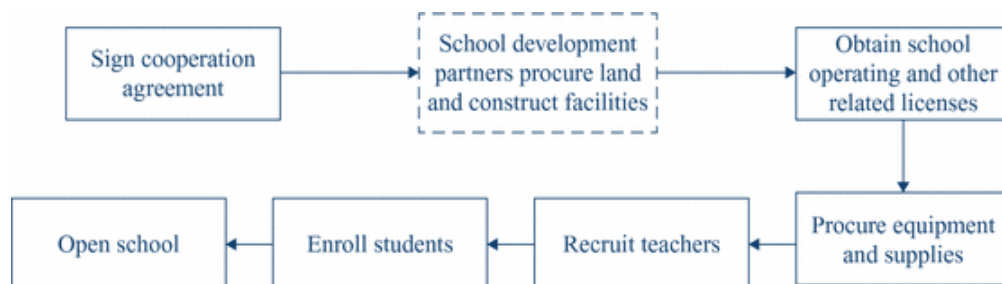 Sign cooperation
agreement
School development
partners procure land
and construct facilities
Obtain school
operating and other
related licenses
Procure equipment
and supplies
Recruit teachers
Enroll students
Open school